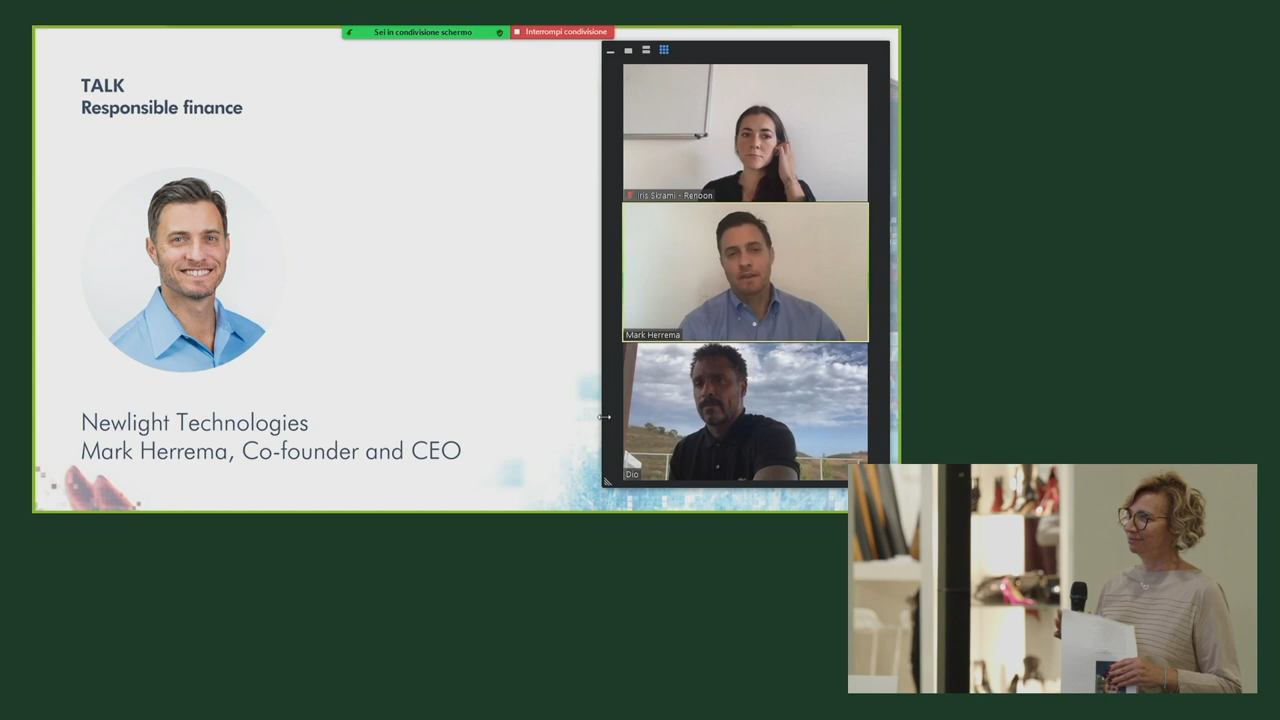 Sei in condivisione schermo
Interrompi condivisione
TALK
Responsible finance
Iris Skrami - Renoon
Mark Herrema
Dio
Newlight Technologies
Mark Herrema, Co-founder and CEO